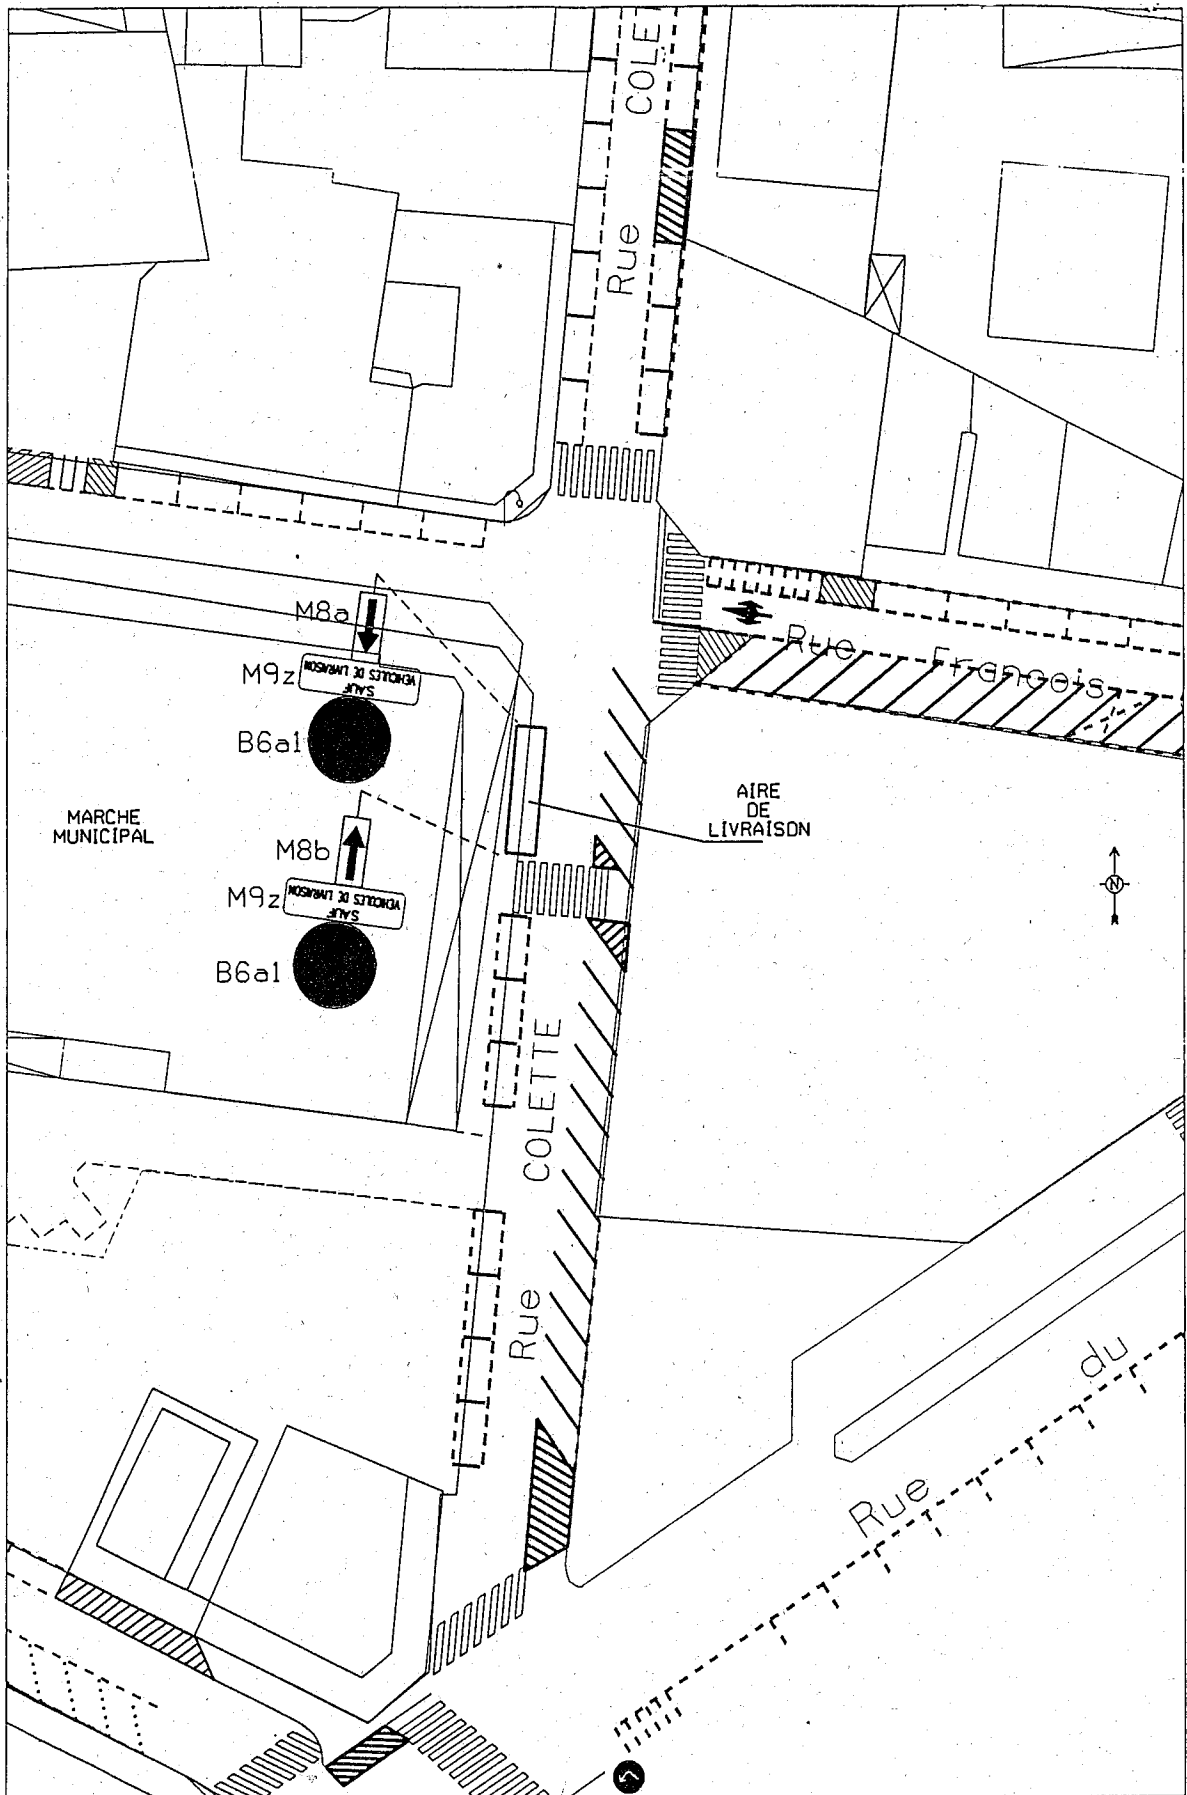 Rue COLE
M8a
M9z
SAUF
VEHICULES DE LIVRAISON
B6a1
Rue Francois
MARCHE
MUNICIPAL
AIRE
DE
LIVRAISON
M8b
M9z
SAUF
VEHICULES DE LIVRAISON
B6a1
N
Rue COLETTE
Rue du